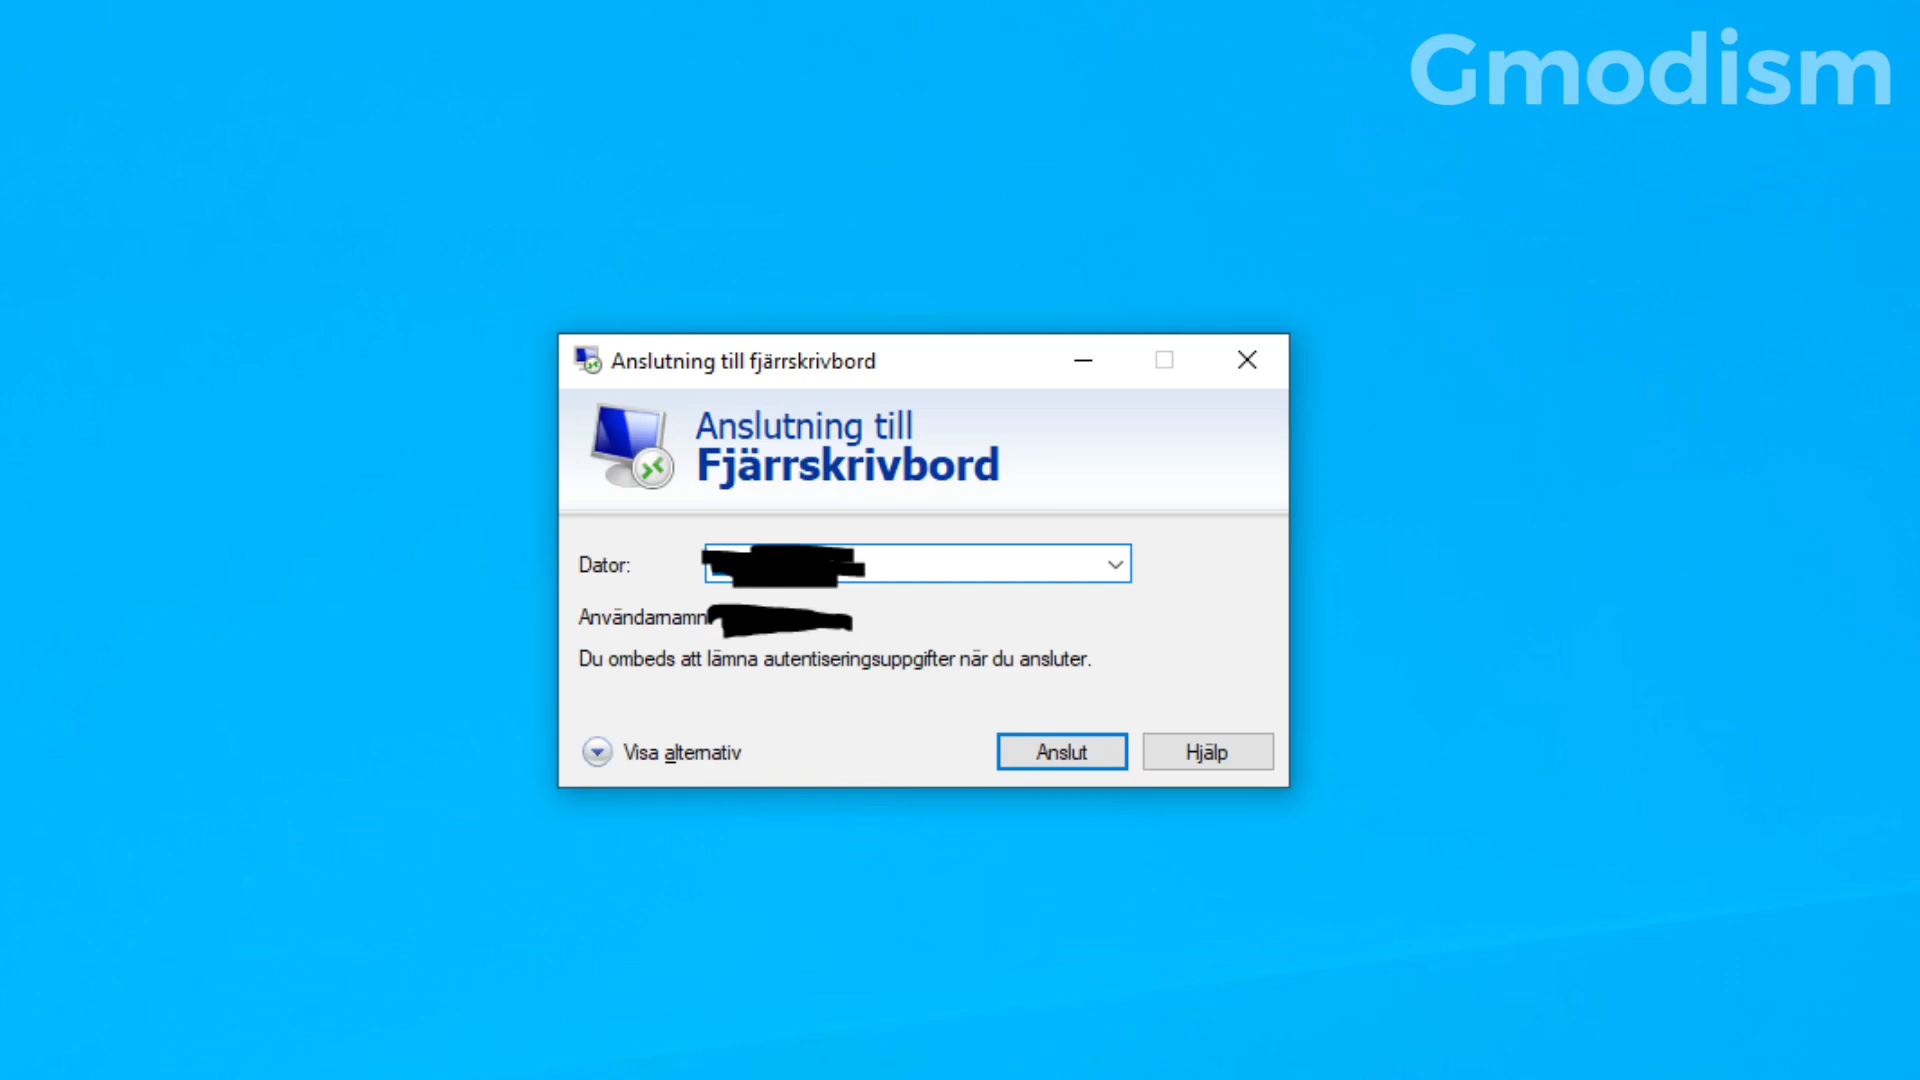 Gmodism
Anslutning till fjärrskrivbord
Anslutning till
Fjärrskrivbord
Dator:
Användarnamn
Du ombeds att lämna autentiseringsuppgifter när du ansluter.
Visa alternativ
Anslut
Hjälp